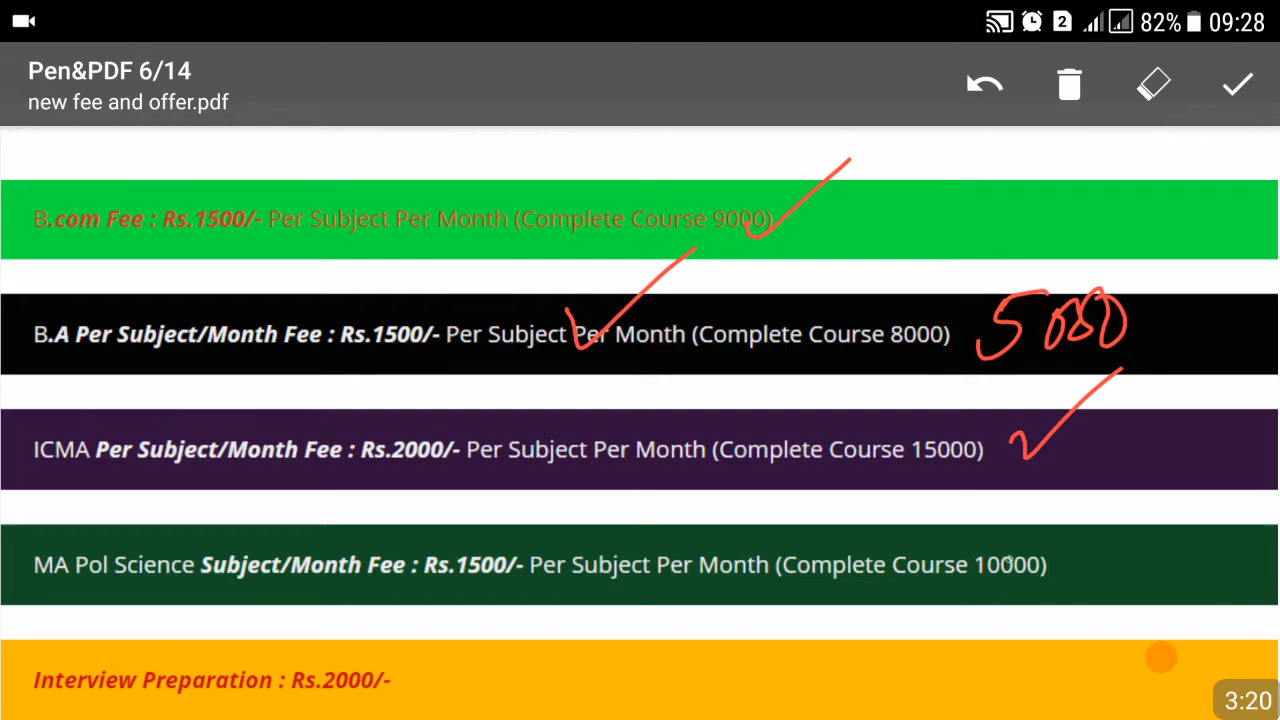 2 82% 09:28
Pen&PDF 6/14
new fee and offer.pdf
B.com Fee : Rs.1500/- Per Subject Per Month (Complete Course 9000)
B.A Per Subject/Month Fee : Rs.1500/- Per Subject Per Month (Complete Course 8000) 5000
ICMA Per Subject/Month Fee : Rs.2000/- Per Subject Per Month (Complete Course 15000)
MA Pol Science Subject/Month Fee : Rs.1500/- Per Subject Per Month (Complete Course 10000)
Interview Preparation : Rs.2000/-
3:20